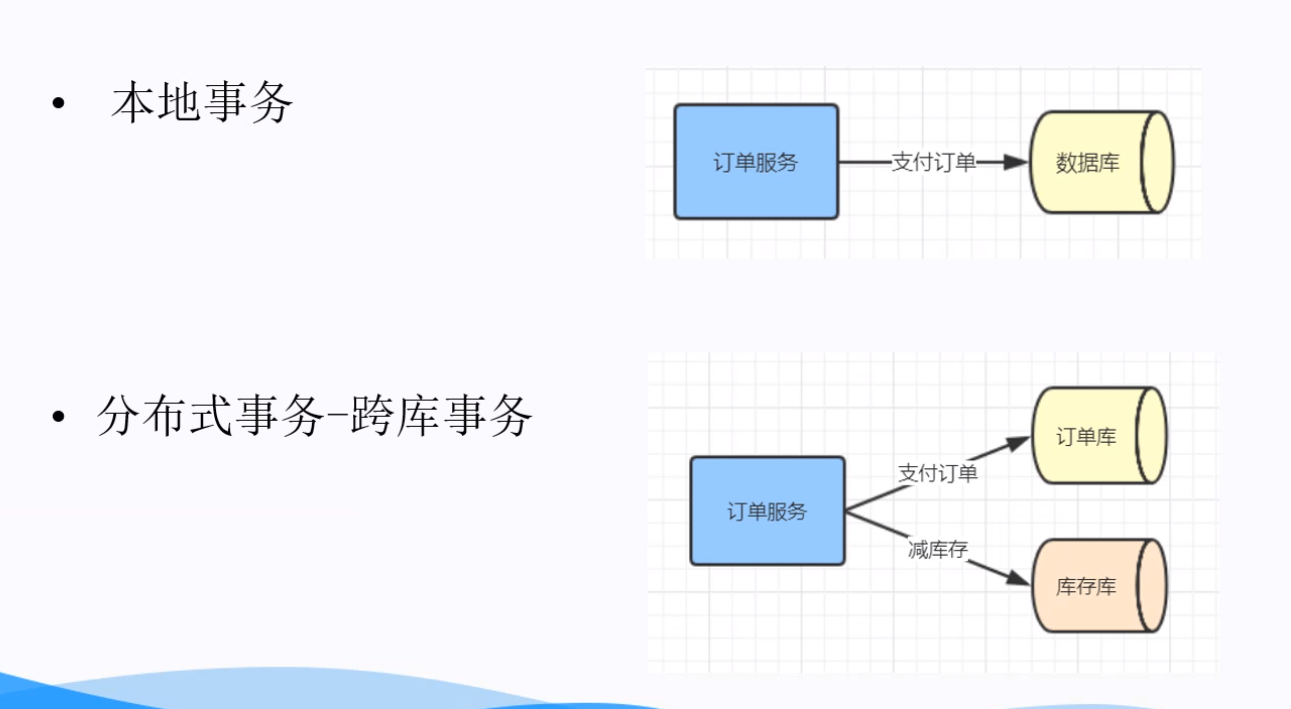 • 本地事务
订单服务
支付订单
数据库
• 分布式事务-跨库事务
订单服务
支付订单
减库存
订单库
库存库